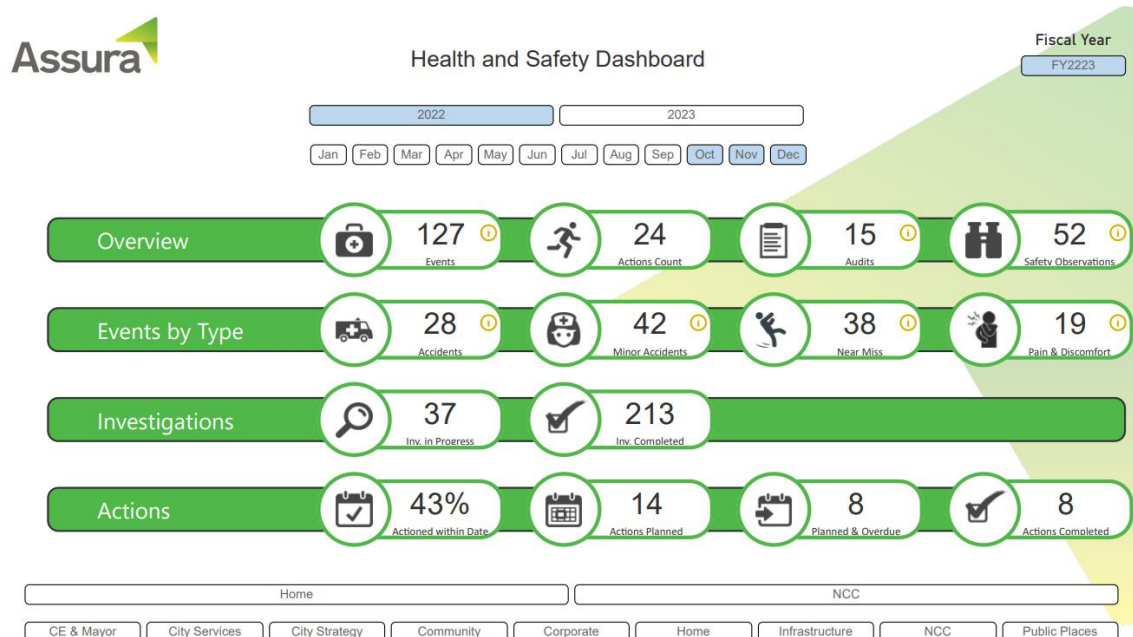 Assura
Health and Safety Dashboard
Fiscal Year
FY2223
2022 2023
Jan Feb Mar Apr May Jun Jul Aug Sep Oct Nov Dec
Overview
127
Events
24
Actions Count
15
Audits
52
Safety Observations
Events by Type
28
Accidents
42
Minor Accidents
38
Near Miss
19
Pain & Discomfort
Investigations
37
Inv. in Progress
213
Inv. Completed
Actions
43%
Actioned within Date
14
Actions Planned
8
Planned & Overdue
8
Actions Completed
Home NCC
CE & Mayor City Services City Strategy Community Corporate Home Infrastructure NCC Public Places